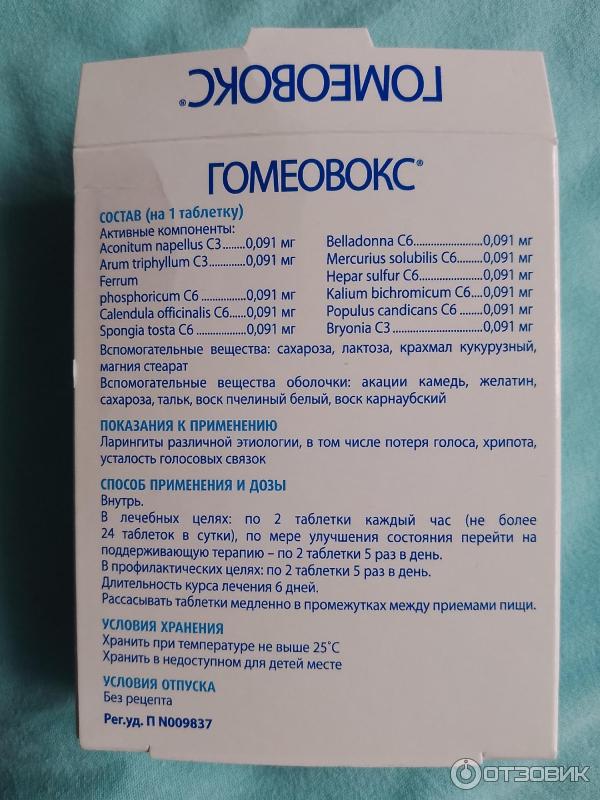 ГОМЕОВОКС®
ГОМЕОВОКС®
СОСТАВ (на 1 таблетку)
Активные компоненты:
Aconitum napellus C3........0,091 мг
Arum triphyllum C3.............0,091 мг
Ferrum
phosphoricum C6...............0,091 мг
Calendula officinalis C6......0,091 мг
Spongia tosta C6.................0,091 мг
Belladonna C6........................0,091 мг
Mercurius solubilis C6........0,091 мг
Hepar sulfur C6.....................0,091 мг
Kalium bichromicum C6....0,091 мг
Populus candicans C6.......0,091 мг
Bryonia C3..............................0,091 мг
Вспомогательные вещества: сахароза, лактоза, крахмал кукурузный,
магния стеарат
Вспомогательные вещества оболочки: акации камедь, желатин,
сахароза, тальк, воск пчелиный белый, воск карнаубский
ПОКАЗАНИЯ К ПРИМЕНЕНИЮ
Ларингиты различной этиологии, в том числе потеря голоса, хрипота,
усталость голосовых связок
СПОСОБ ПРИМЕНЕНИЯ И ДОЗЫ
Внутрь.
В лечебных целях: по 2 таблетки каждый час (не более
24 таблеток в сутки), по мере улучшения состояния перейти на
поддерживающую терапию – по 2 таблетки 5 раз в день.
В профилактических целях: по 2 таблетки 5 раз в день.
Длительность курса лечения 6 дней.
Рассасывать таблетки медленно в промежутках между приемами пищи.
УСЛОВИЯ ХРАНЕНИЯ
Хранить при температуре не выше 25˚С
Хранить в недоступном для детей месте
УСЛОВИЯ ОТПУСКА
Без рецепта
Рег.уд. П N009837
ОТЗОВИК